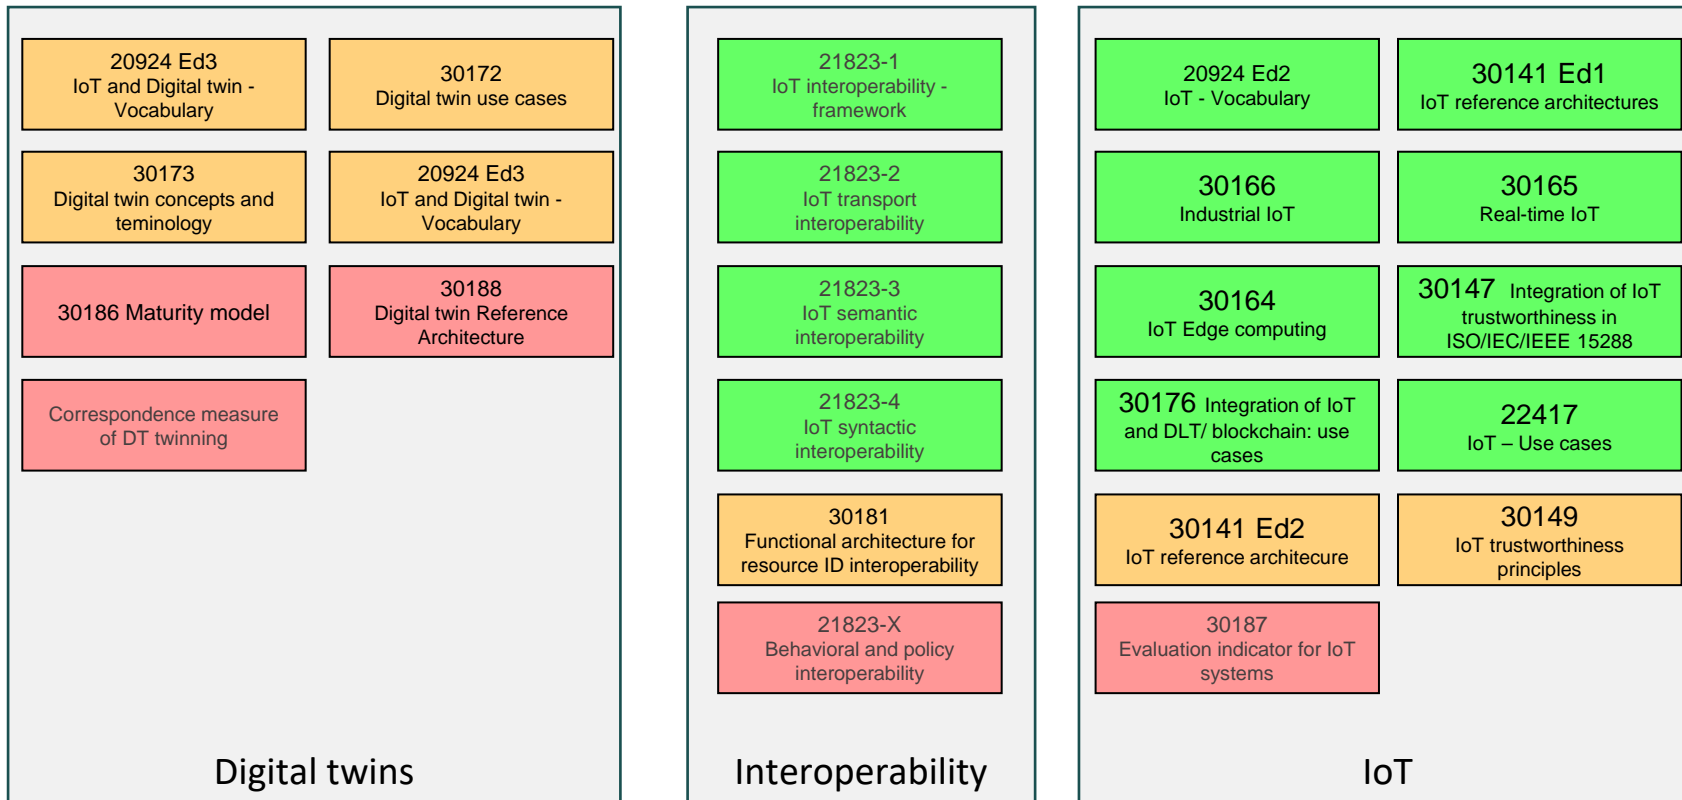 20924 Ed3
IoT and Digital twin -
Vocabulary
30172
Digital twin use cases
30173
Digital twin concepts and
teminology
20924 Ed3
IoT and Digital twin -
Vocabulary
30186 Maturity model
30188
Digital twin Reference
Architecture
Correspondence measure
of DT twinning
Digital twins
21823-1
IoT interoperability -
framework
21823-2
IoT transport
interoperability
21823-3
IoT semantic
interoperability
21823-4
IoT syntactic
interoperability
30181
Functional architecture for
resource ID interoperability
21823-X
Behavioral and policy
interoperability
Interoperability
20924 Ed2
IoT - Vocabulary
30141 Ed1
IoT reference architectures
30166
Industrial IoT
30165
Real-time IoT
30164
IoT Edge computing
30147 Integration of IoT
trustworthiness in
ISO/IEC/IEEE 15288
30176 Integration of IoT
and DLT/ blockchain: use
cases
22417
IoT – Use cases
30141 Ed2
IoT reference architecure
30149
IoT trustworthiness
principles
30187
Evaluation indicator for IoT
systems
IoT